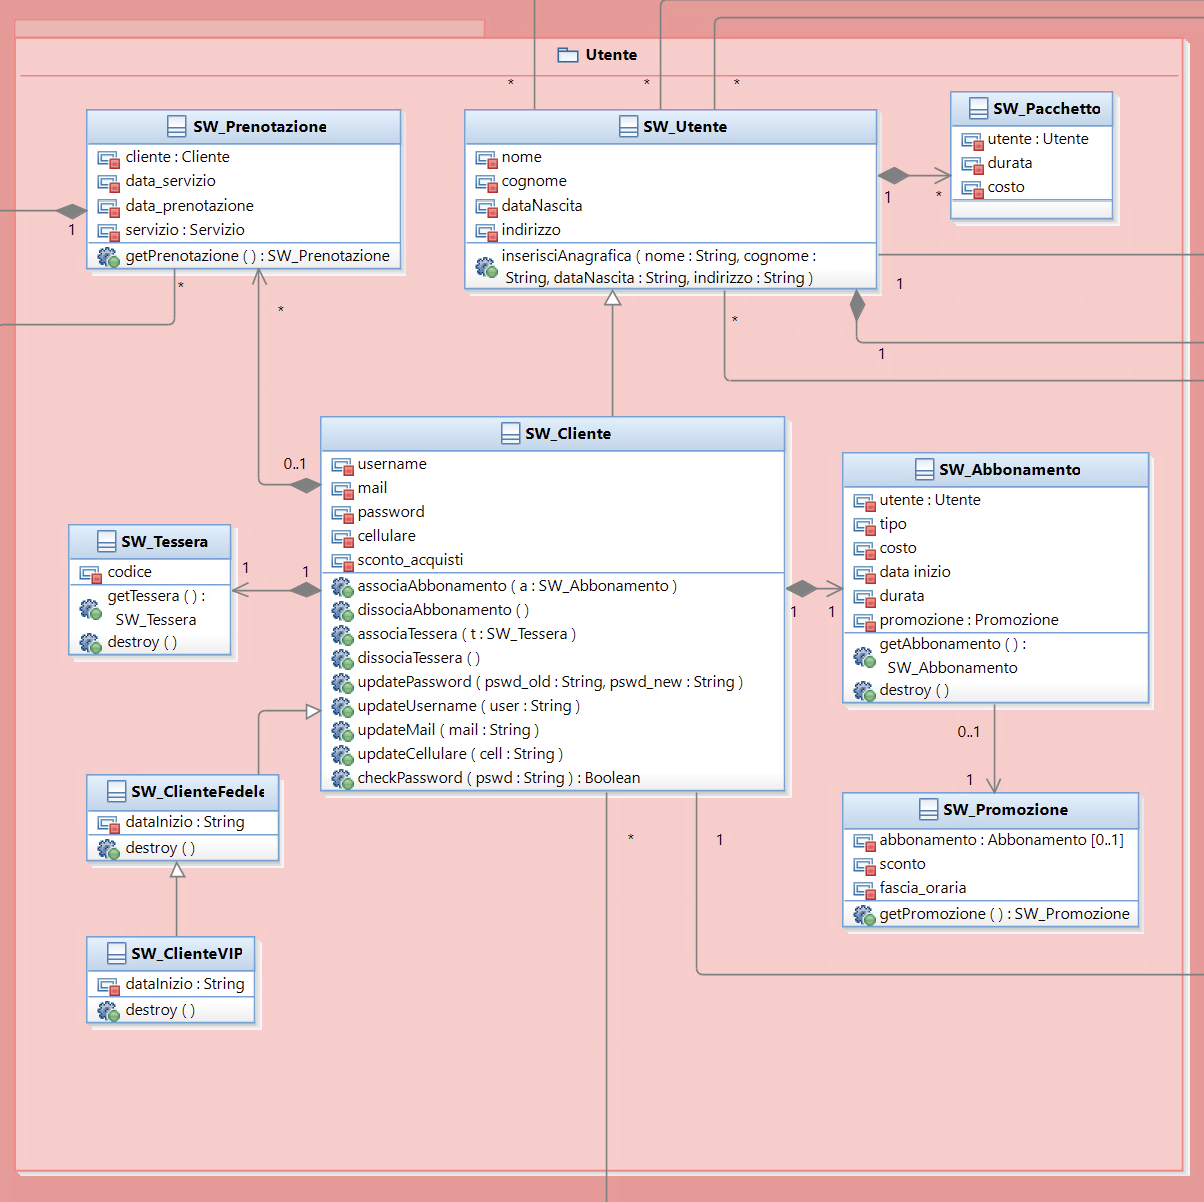 Utente
*
*
*
SW_Prenotazione
cliente : Cliente
data_servizio
data_prenotazione
servizio : Servizio
getPrenotazione ( ) : SW_Prenotazione
1
*
*
SW_Utente
nome
cognome
dataNascita
indirizzo
inserisciAnagrafica ( nome : String, cognome :
String, dataNascita : String, indirizzo : String )
1
*
SW_Pacchetto
utente : Utente
durata
costo
1
*
1
0..1
SW_Cliente
username
mail
password
cellulare
sconto_acquisti
associaAbbonamento ( a : SW_Abbonamento )
dissociaAbbonamento ( )
associaTessera ( t : SW_Tessera )
dissociaTessera ( )
updatePassword ( pswd_old : String, pswd_new : String )
updateUsername ( user : String )
updateMail ( mail : String )
updateCellulare ( cell : String )
checkPassword ( pswd : String ) : Boolean
SW_Tessera
codice
getTessera ( ) :
SW_Tessera
destroy ( )
1
1
1
1
SW_Abbonamento
utente : Utente
tipo
costo
data inizio
durata
promozione : Promozione
getAbbonamento ( ) :
SW_Abbonamento
destroy ( )
0..1
1
SW_ClienteFedele
dataInizio : String
destroy ( )
*
1
SW_Promozione
abbonamento : Abbonamento [0..1]
sconto
fascia_oraria
getPromozione ( ) : SW_Promozione
SW_ClienteVIP
dataInizio : String
destroy ( )